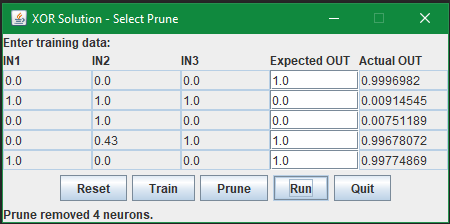 XOR Solution - Select Prune
Enter training data:
IN1 IN2 IN3 Expected OUT Actual OUT
0.0 0.0 0.0 1.0 0.9996982
1.0 1.0 1.0 0.0 0.00914545
0.0 1.0 0.0 0.0 0.00751189
0.0 0.43 1.0 1.0 0.99678072
1.0 0.0 0.0 1.0 0.99774869
Reset Train Prune Run Quit
Prune removed 4 neurons.